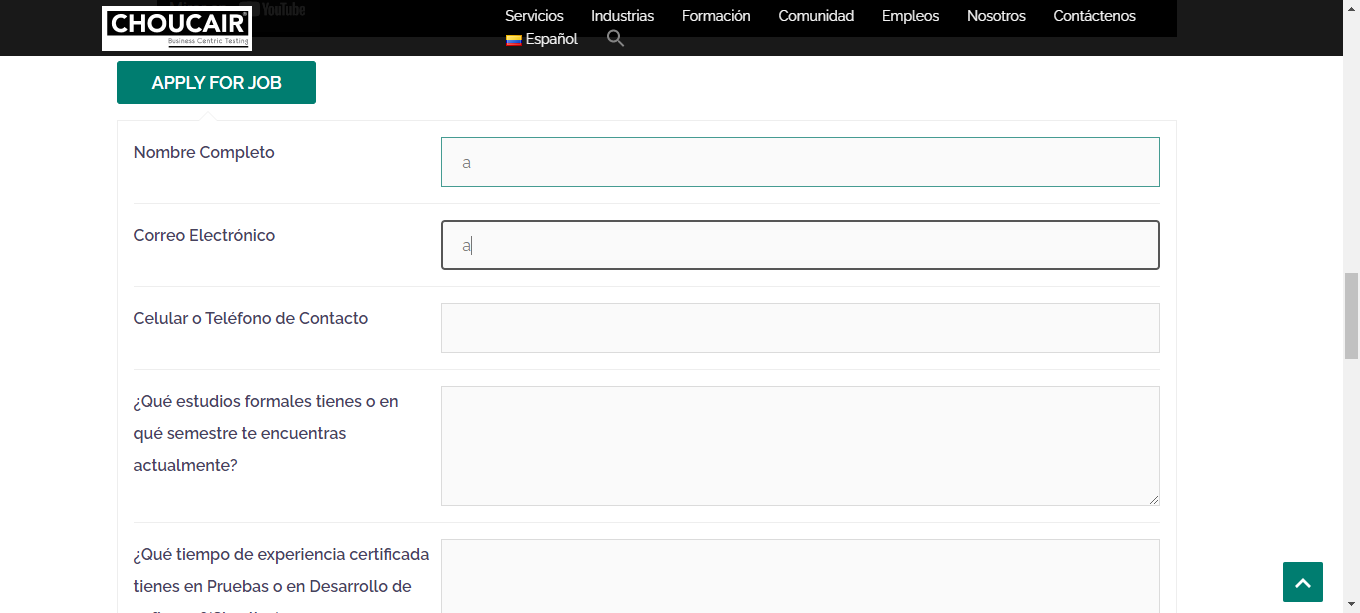 YouTube
CHOUCAIR
Business Centric Testing
Servicios Industrias Formación Comunidad Empleos Nosotros Contáctenos
Español
APPLY FOR JOB
Nombre Completo
a
Correo Electrónico
a
Celular o Teléfono de Contacto
¿Qué estudios formales tienes o en
qué semestre te encuentras
actualmente?
¿Qué tiempo de experiencia certificada
tienes en Pruebas o en Desarrollo de